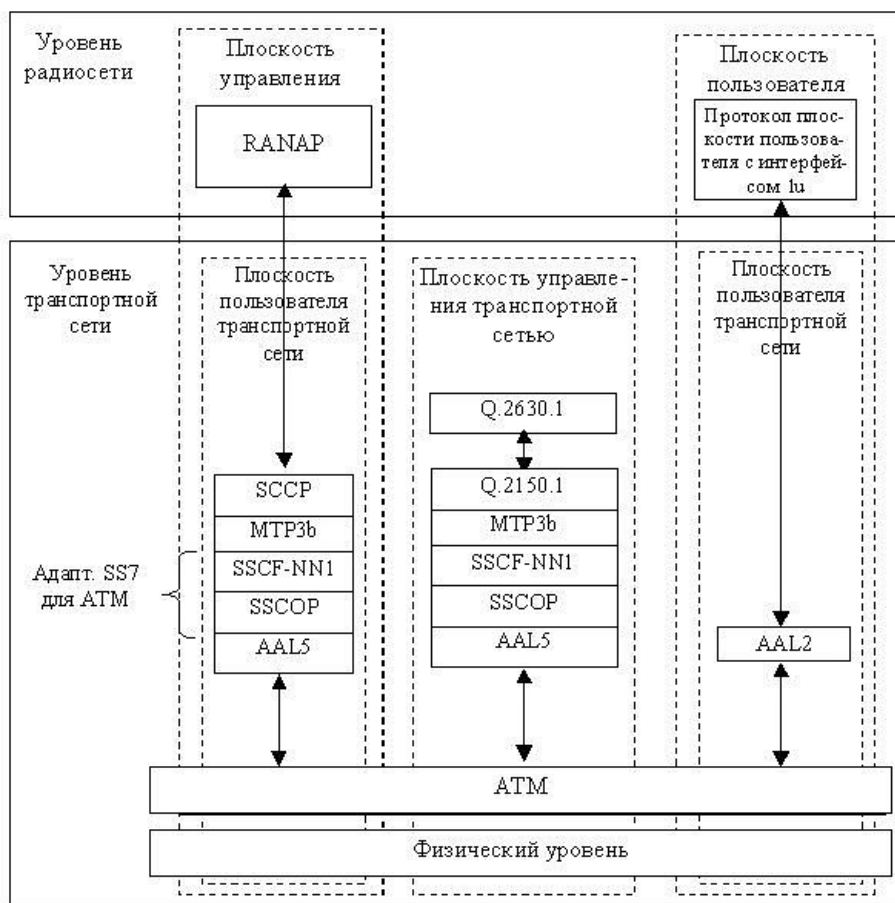 Уровень
радиосети
Плоскость
управления
RANAP
Плоскость
пользователя
Протокол плос-
кости пользова-
теля с интерфей-
сом 1u
Уровень
транспортной
сети
Плоскость
пользователя
транспортной
сети
Плоскость управле-
ния транспортной
сетью
Плоскость
пользователя
транспортной
сети
Q.2630.1
SCCP
MTP3b
SSCF-NN1
SSCOP
AAL5
Адапт. SS7
для ATM
Q.2150.1
MTP3b
SSCF-NN1
SSCOP
AAL5
AAL2
ATM
Физический уровень